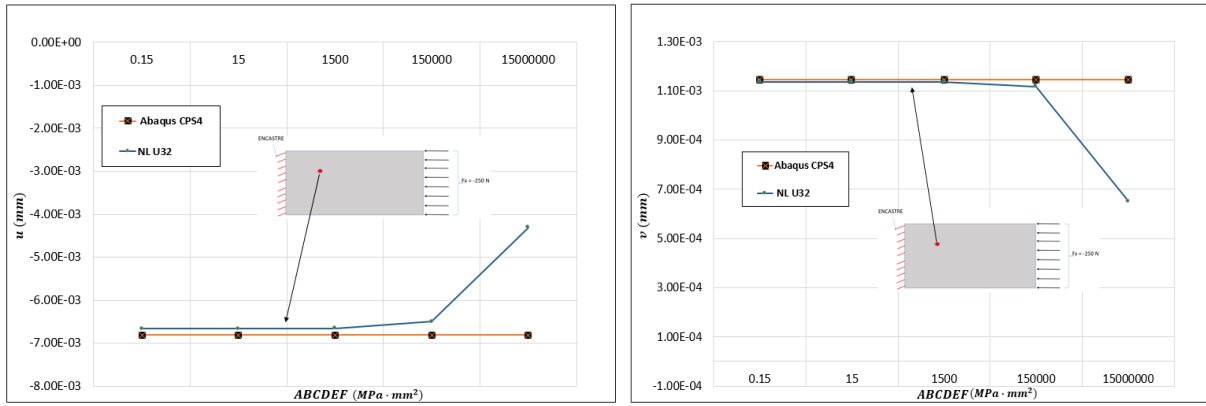 0.00E+00
0.15 15 1500 150000 15000000
-1.00E-03
-2.00E-03
-3.00E-03
-4.00E-03
-5.00E-03
-6.00E-03
-7.00E-03
-8.00E-03
u (mm)
Abaqus CPS4
NL U32
ENCASTRE
Fx = -250 N
ABCDEF (MPa · mm²)
1.30E-03
1.10E-03
9.00E-04
7.00E-04
5.00E-04
3.00E-04
-1.00E-04
v (mm)
Abaqus CPS4
NL U32
ENCASTRE
Fx = -250 N
0.15 15 1500 150000 15000000
ABCDEF(MPa · mm²)